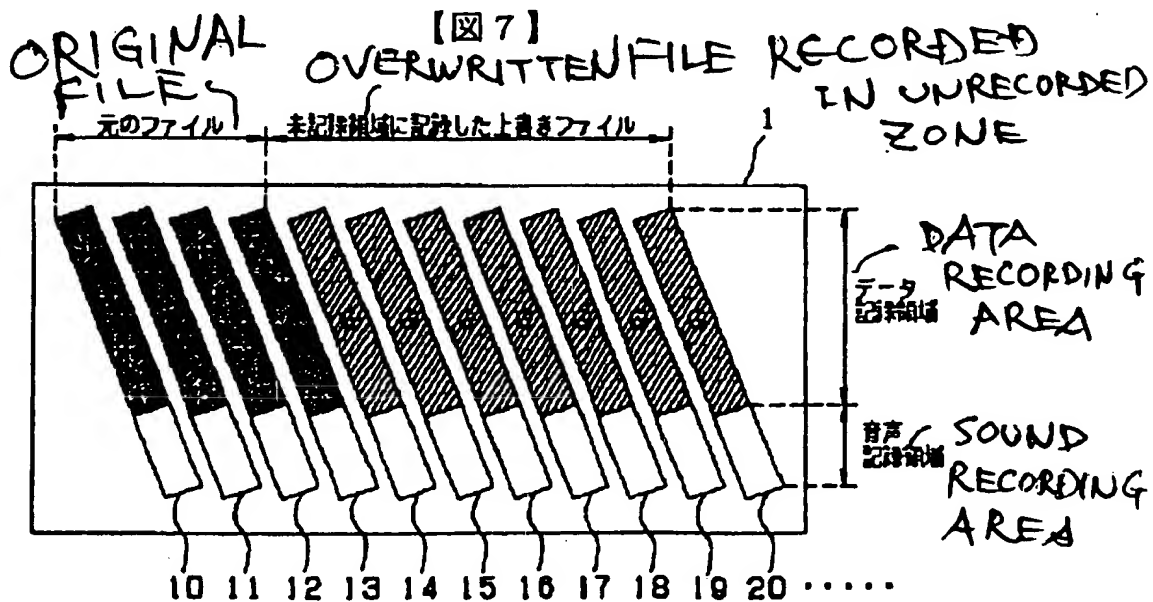 【図7】
ORIGINAL
FILE
OVERWRITTEN FILE RECORDED
IN UNRECORDED
ZONE
元のファイル
未記録領域に記録した上書きファイル
1
DATA
RECORDING
AREA
データ
記録領域
音声
記録領域
SOUND
RECORDING
AREA
10 11 12 13 14 15 16 17 18 19 20 ·····